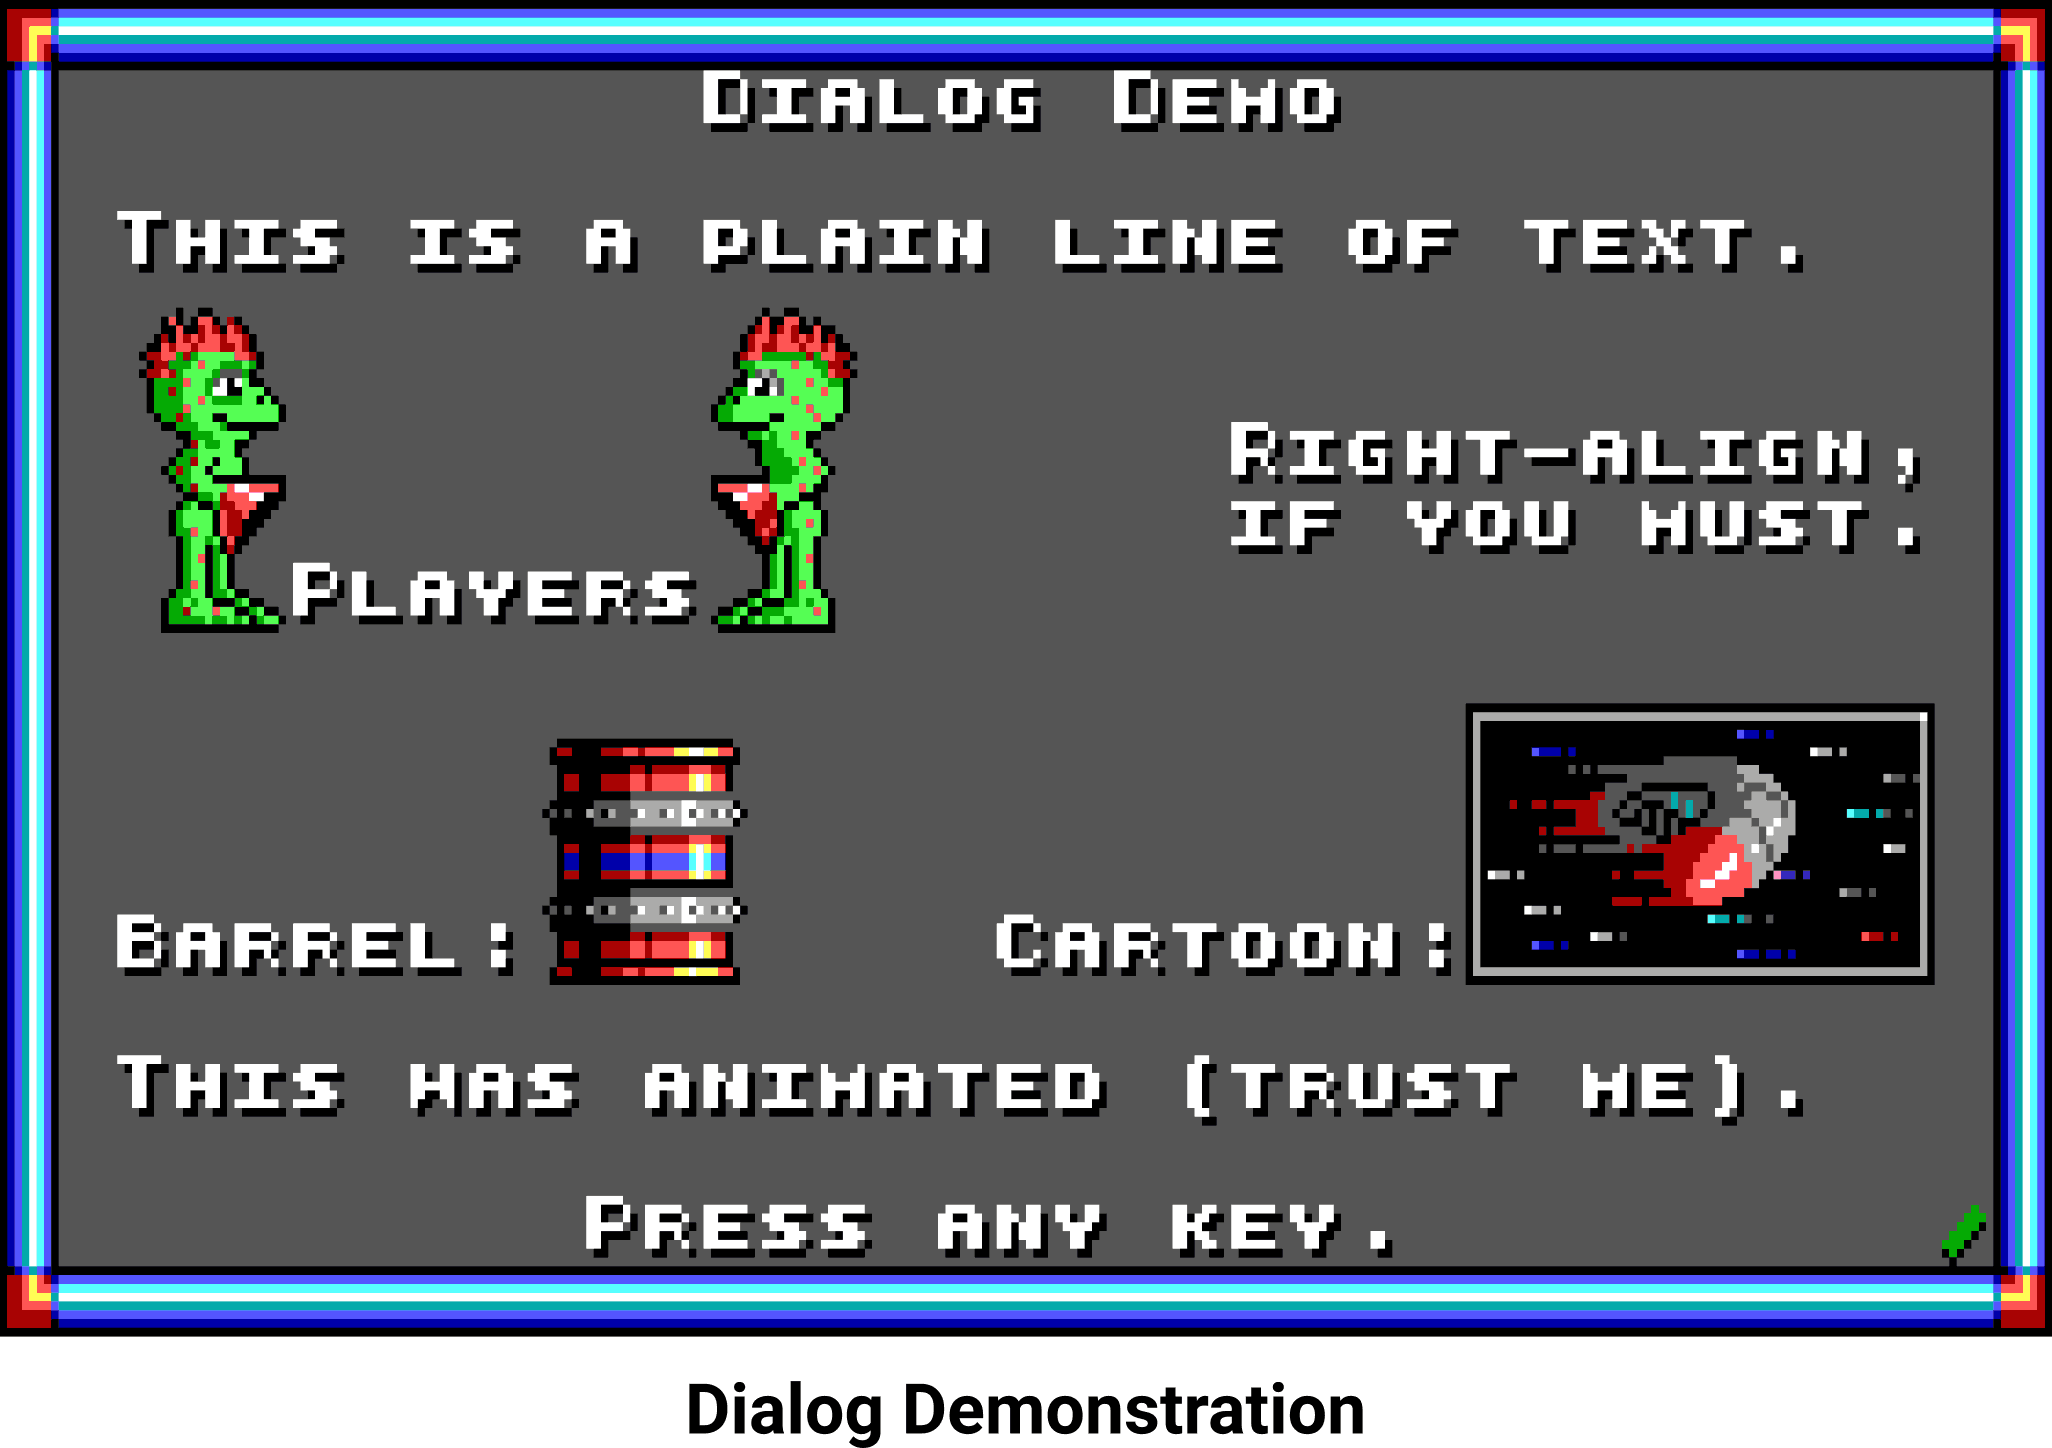 Dialog Demo
This is a plain line of text.
Right-align,
if you must.
Players
Barrel: Cartoon:
This was animated (trust me).
Press any key.
Dialog Demonstration